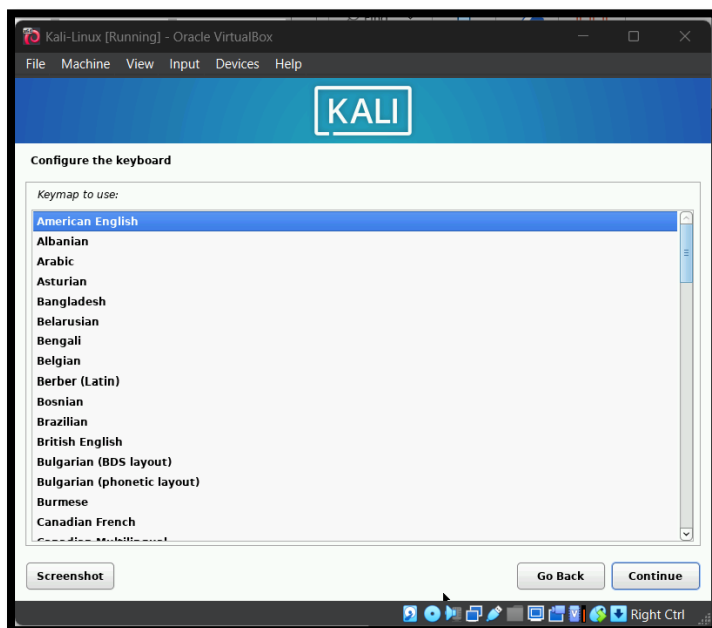 Kali-Linux [Running] - Oracle VirtualBox
File Machine View Input Devices Help
KALI
Configure the keyboard
Keymap to use:
American English
Albanian
Arabic
Asturian
Bangladesh
Belarusian
Bengali
Belgian
Berber (Latin)
Bosnian
Brazilian
British English
Bulgarian (BDS layout)
Bulgarian (phonetic layout)
Burmese
Canadian French
Canadian Multilingual
Screenshot Go Back Continue
Right Ctrl